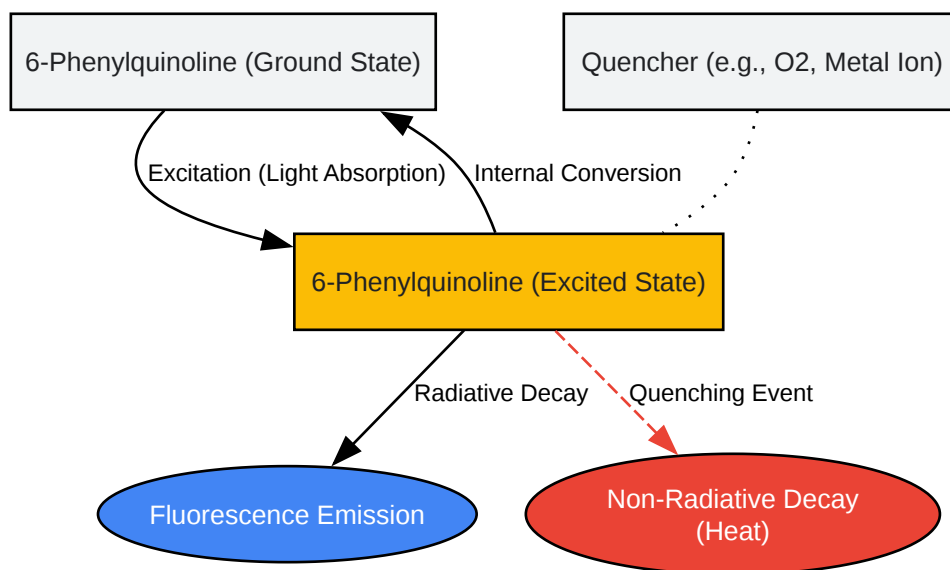 6-Phenylquinoline (Ground State)
Quencher (e.g., O2, Metal Ion)
Excitation (Light Absorption)
Internal Conversion
6-Phenylquinoline (Excited State)
Radiative Decay
Quenching Event
Fluorescence Emission
Non-Radiative Decay
(Heat)